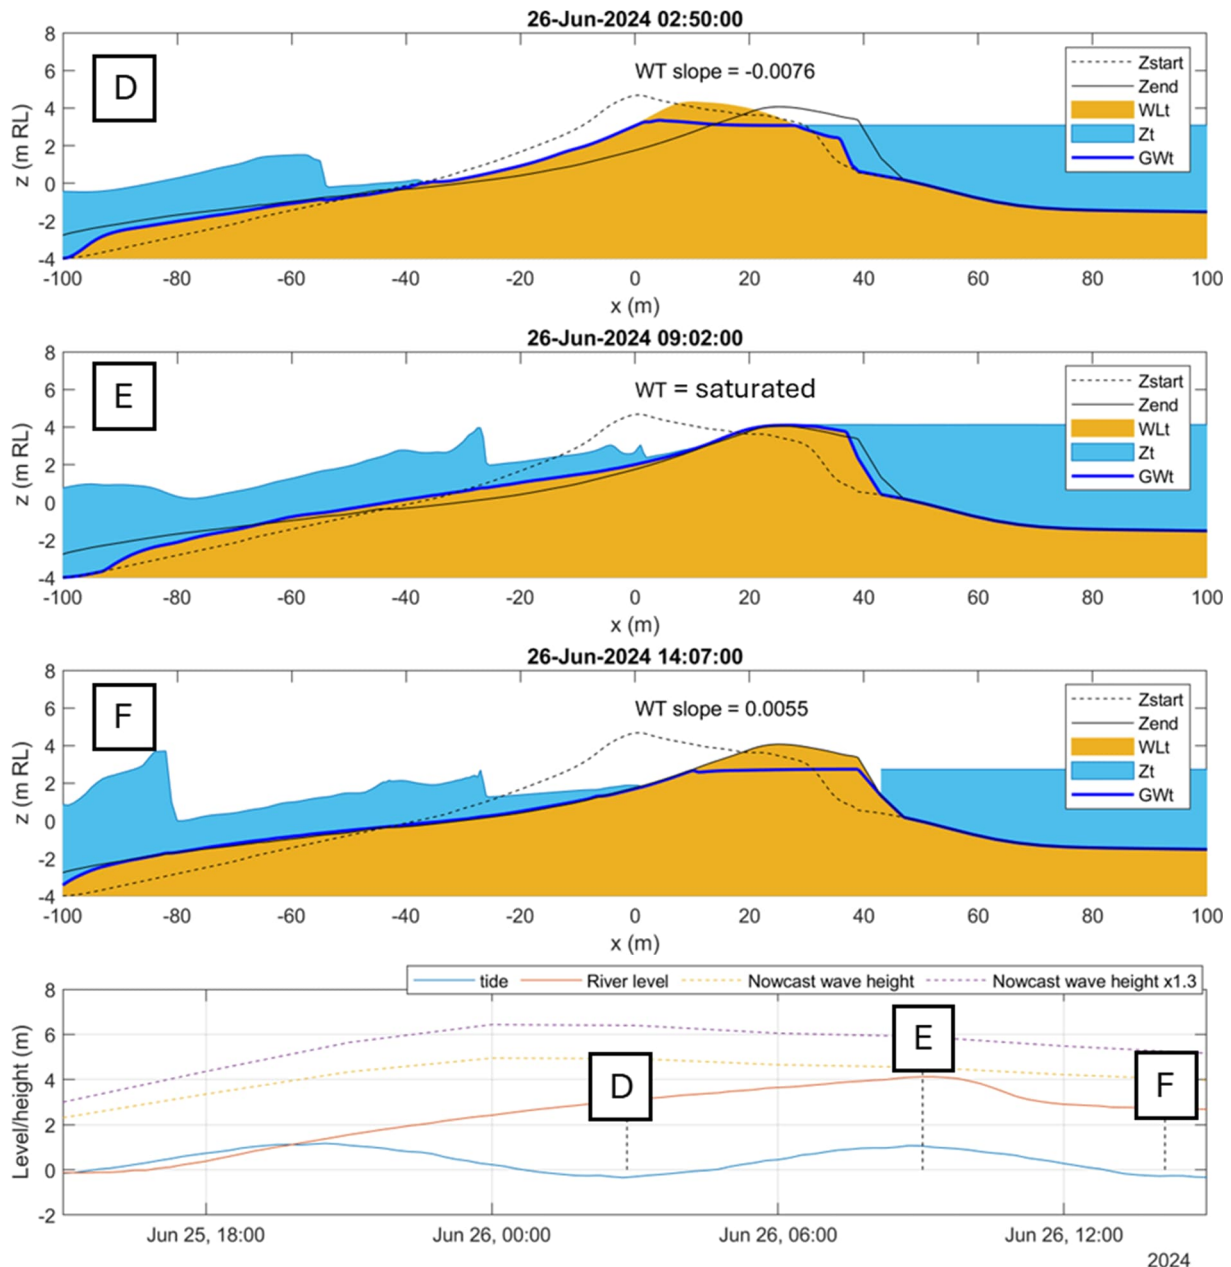 26-Jun-2024 02:50:00
D
WT slope = -0.0076
Zstart
Zend
WLt
Zt
GWt
z (m RL)
8
6
4
2
0
-2
-4
-100 -80 -60 -40 -20 0 20 40 60 80 100
x (m)
26-Jun-2024 09:02:00
E
WT = saturated
Zstart
Zend
WLt
Zt
GWt
z (m RL)
8
6
4
2
0
-2
-4
-100 -80 -60 -40 -20 0 20 40 60 80 100
x (m)
26-Jun-2024 14:07:00
F
WT slope = 0.0055
Zstart
Zend
WLt
Zt
GWt
z (m RL)
8
6
4
2
0
-2
-4
-100 -80 -60 -40 -20 0 20 40 60 80 100
x (m)
tide River level Nowcast wave height Nowcast wave height x1.3
Level/height (m)
8
6
4
2
0
-2
D
E
F
Jun 25, 18:00 Jun 26, 00:00 Jun 26, 06:00 Jun 26, 12:00
2024